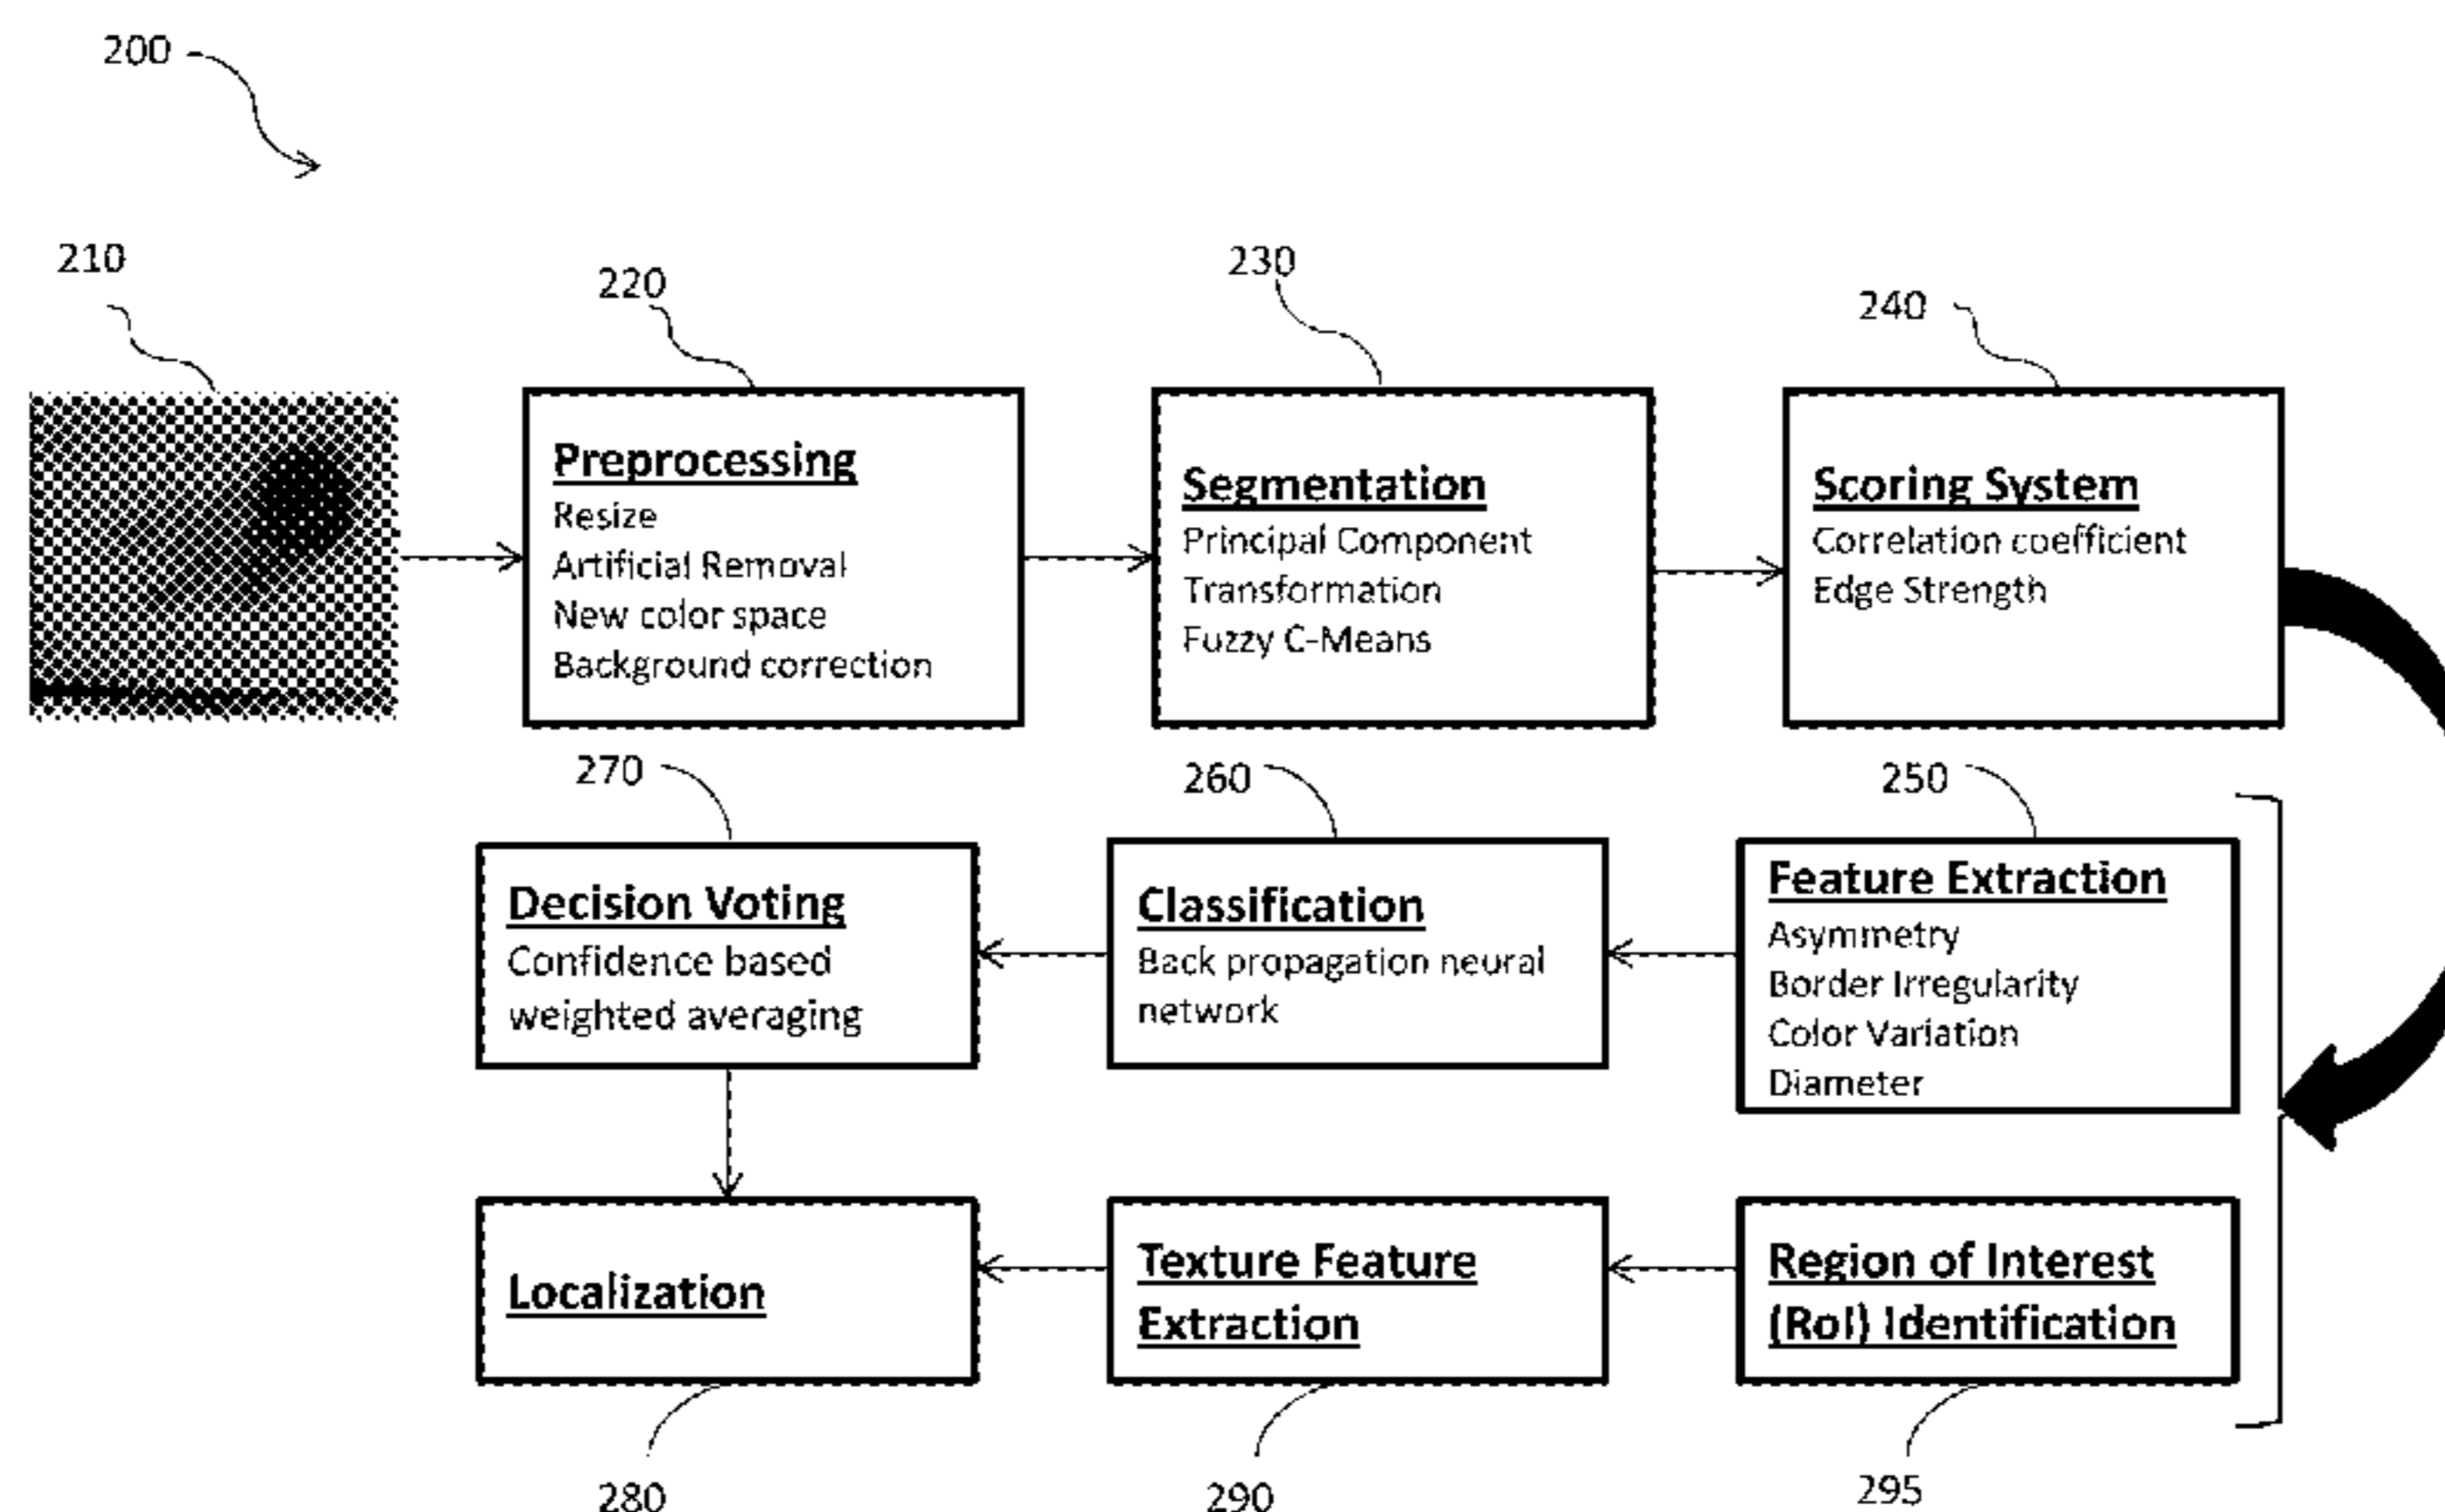 200
210
220
230
240
Preprocessing
Resize
Artificial Removal
New color space
Background correction
Segmentation
Principal Component
Transformation
Fuzzy C-Means
Scoring System
Correlation coefficient
Edge Strength
270
260
250
Decision Voting
Confidence based
weighted averaging
Classification
Back propagation neural
network
Feature Extraction
Asymmetry
Border Irregularity
Color Variation
Diameter
Localization
Texture Feature
Extraction
Region of Interest
(RoI) Identification
280
290
295